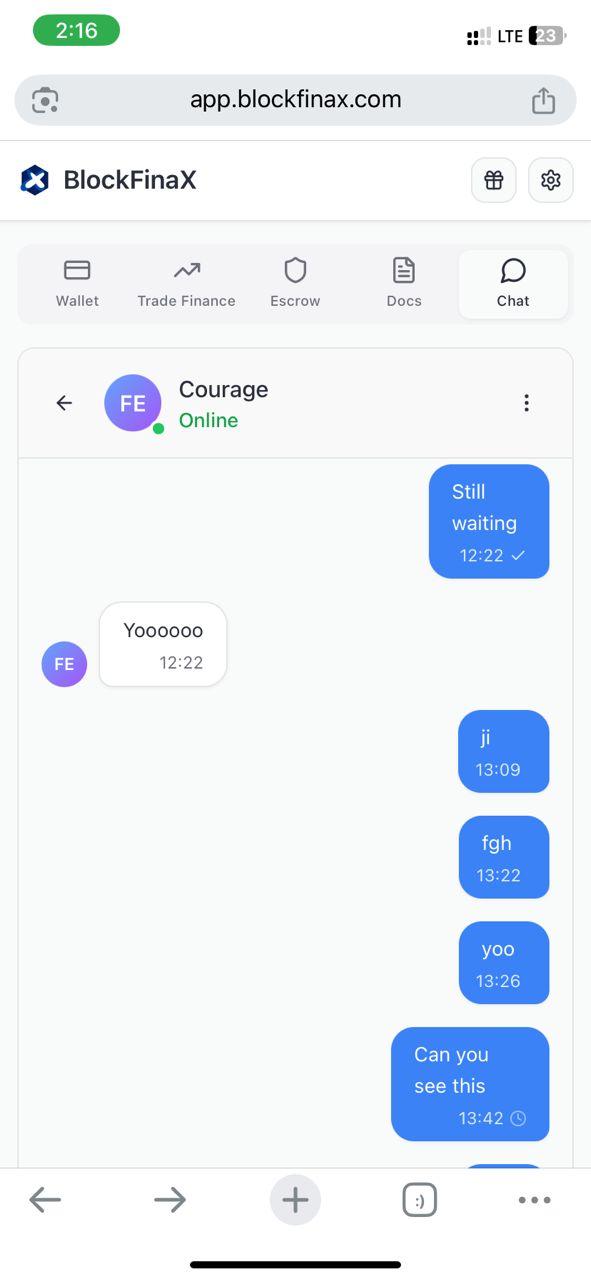 2:16
LTE 23
app.blockfinax.com
BlockFinaX
Wallet
Trade Finance
Escrow
Docs
Chat
FE
Courage
Online
Still
waiting
12:22
Yoooooo
12:22
FE
ji
13:09
fgh
13:22
yoo
13:26
Can you
see this
13:42
:)